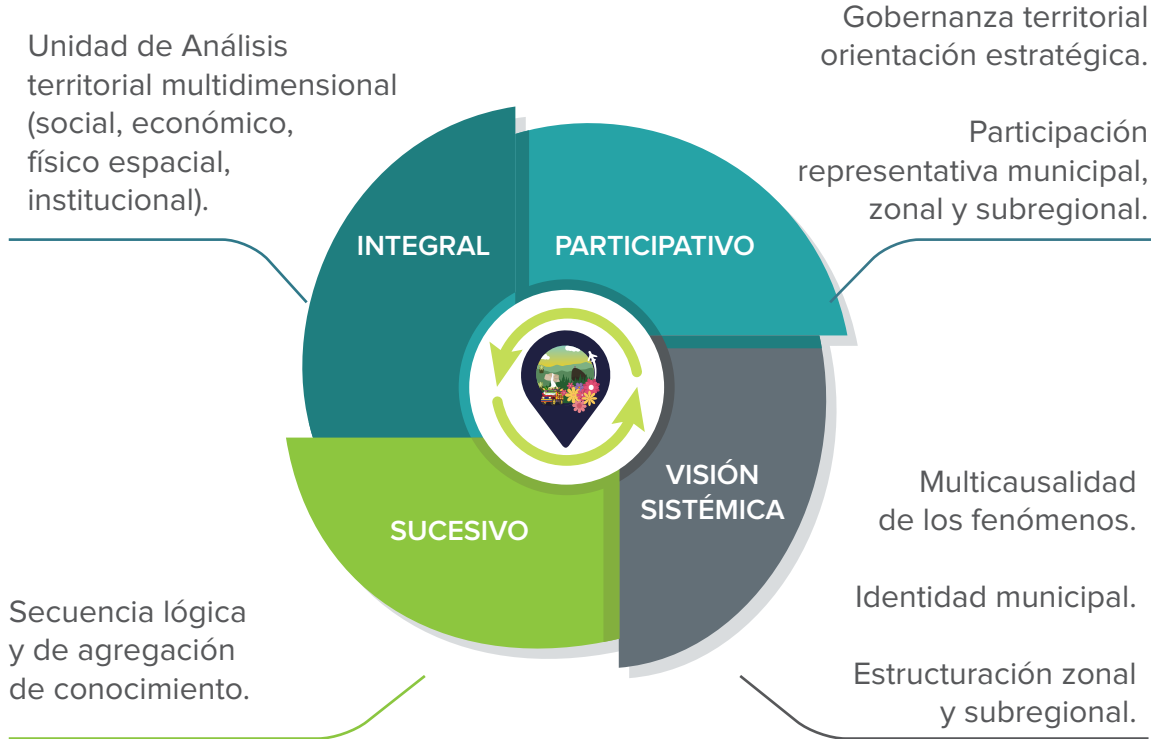 Unidad de Análisis
territorial multidimensional
(social, económico,
físico espacial,
institucional).
Gobernanza territorial
orientación estratégica.
Participación
representativa municipal,
zonal y subregional.
INTEGRAL
PARTICIPATIVO
SUCESIVO
VISIÓN
SISTÉMICA
Secuencia lógica
y de agregación
de conocimiento.
Multicausalidad
de los fenómenos.
Identidad municipal.
Estructuración zonal
y subregional.